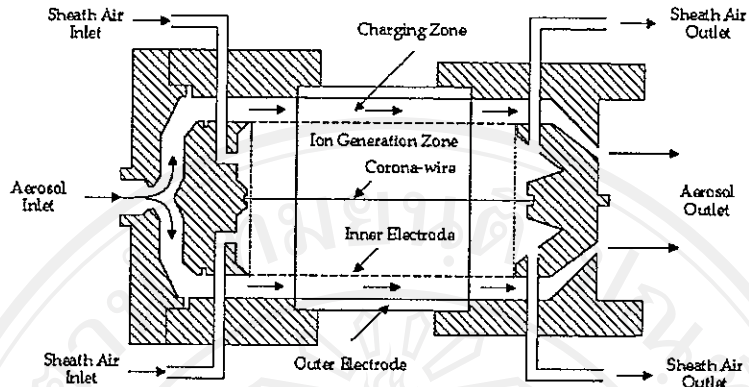 Sheath Air
Inlet
Charging Zone
Sheath Air
Outlet
Ion Generation Zone
Corona-wire
Aerosol
Inlet
Aerosol
Outlet
Inner Electrode
Sheath Air
Inlet
Outer Electrode
Sheath Air
Outlet